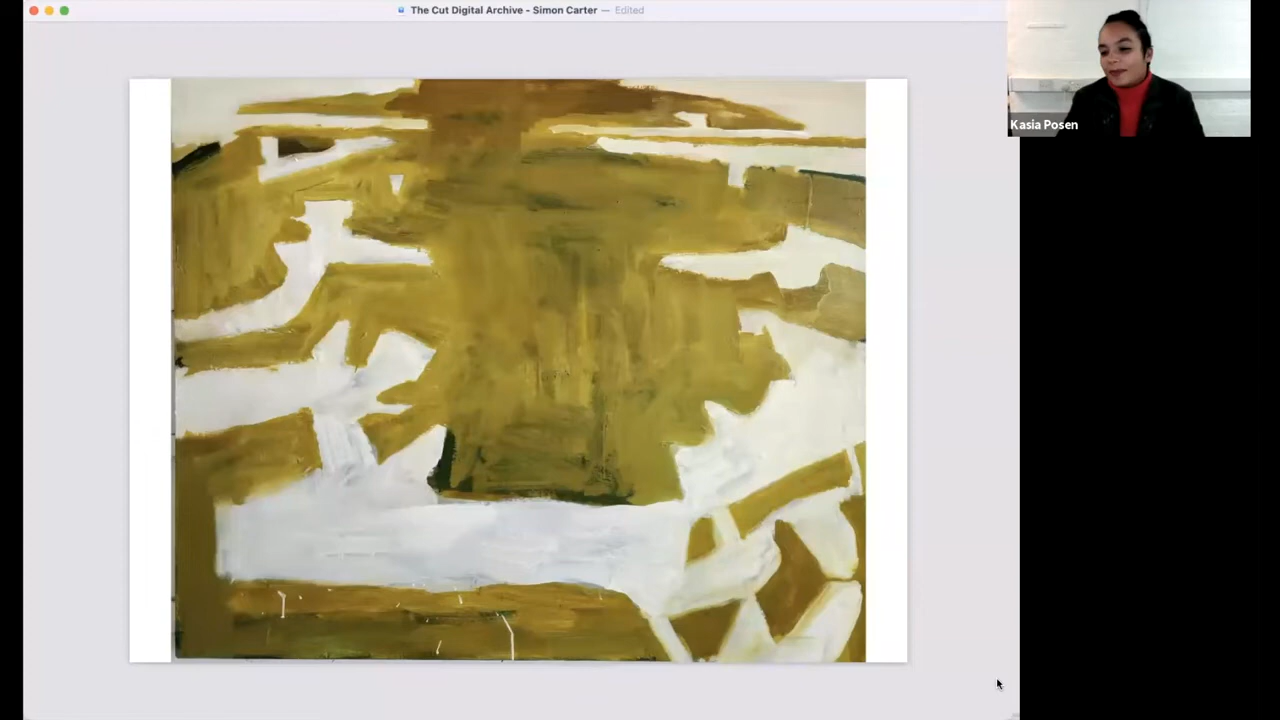 The Cut Digital Archive - Simon Carter — Edited
Kasia Posen